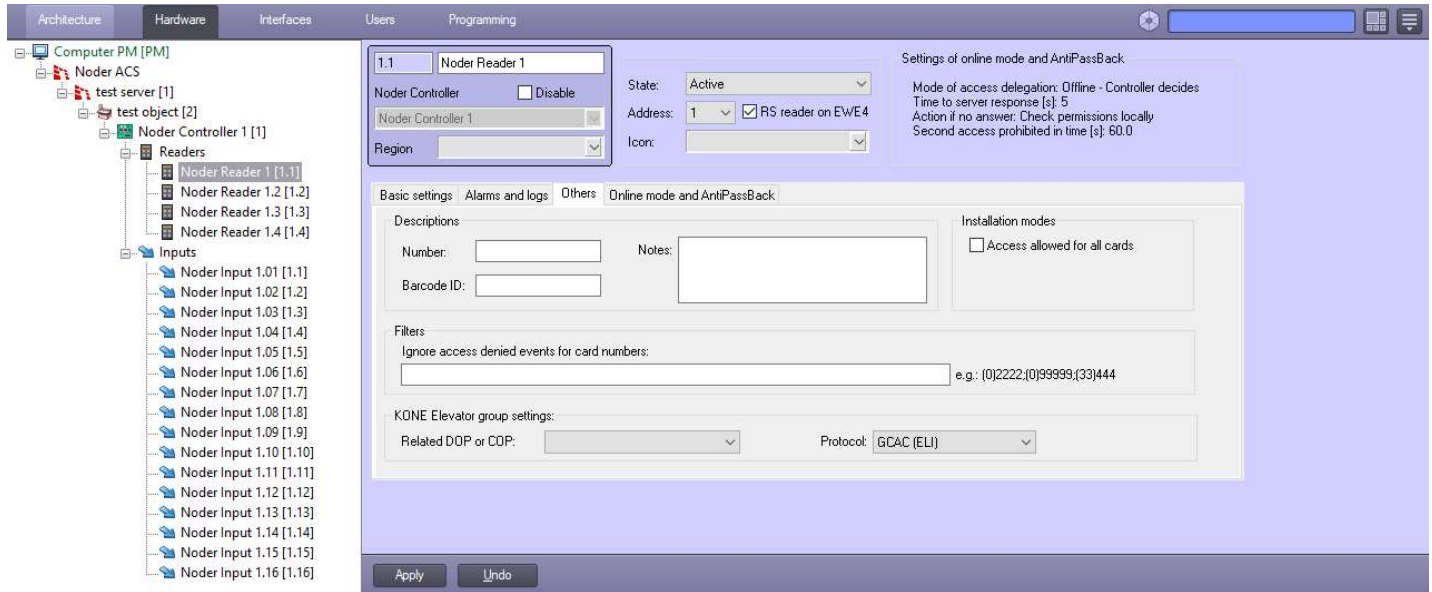 Architecture Hardware Interfaces Users Programming
Computer PM [PM]
Noder ACS
test server [1]
test object [2]
Noder Controller 1 [1]
Readers
Noder Reader 1 [1.1]
Noder Reader 1.2 [1.2]
Noder Reader 1.3 [1.3]
Noder Reader 1.4 [1.4]
Inputs
Noder Input 1.01 [1.1]
Noder Input 1.02 [1.2]
Noder Input 1.03 [1.3]
Noder Input 1.04 [1.4]
Noder Input 1.05 [1.5]
Noder Input 1.06 [1.6]
Noder Input 1.07 [1.7]
Noder Input 1.08 [1.8]
Noder Input 1.09 [1.9]
Noder Input 1.10 [1.10]
Noder Input 1.11 [1.11]
Noder Input 1.12 [1.12]
Noder Input 1.13 [1.13]
Noder Input 1.14 [1.14]
Noder Input 1.15 [1.15]
Noder Input 1.16 [1.16]
1.1 Noder Reader 1
Noder Controller Disable
Noder Controller 1
Region
State: Active
Address: 1 RS reader on EWE4
Icon:
Settings of online mode and AntiPassBack
Mode of access delegation: Offline - Controller decides
Time to server response [s]: 5
Action if no answer: Check permissions locally
Second access prohibited in time [s]: 60.0
Basic settings Alarms and logs Others Online mode and AntiPassBack
Descriptions
Number:
Barcode ID:
Notes:
Installation modes
Access allowed for all cards
Filters
Ignore access denied events for card numbers:
e.g.: (0)2222;(0)99999;(33)444
KONE Elevator group settings:
Related DOP or COP: Protocol: GCAC (ELI)
Apply Undo